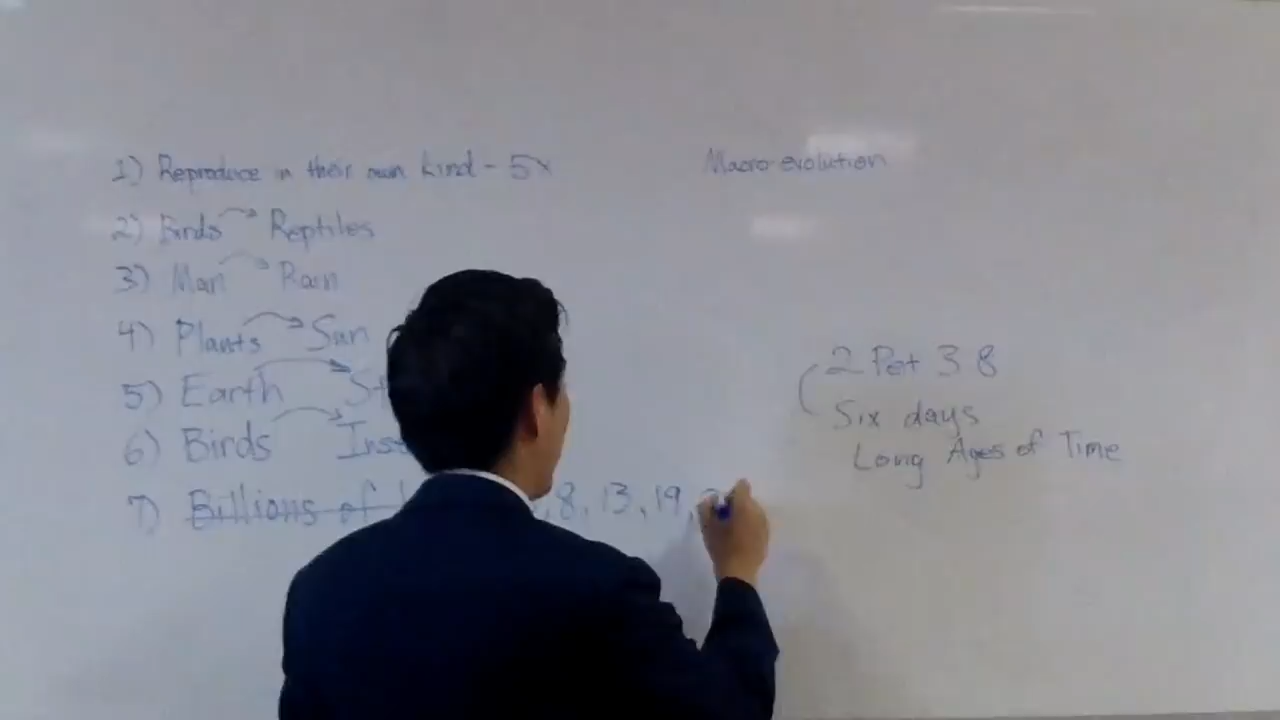 1) Reproduce in their own kind - 5x
Macro evolution
2) Birds Reptiles
3) Man Rain
4) Plants Sun
5) Earth
6) Birds
7) Billions of 8, 13, 19,
2 Pet 3 8
Six days
Long Ages of Time